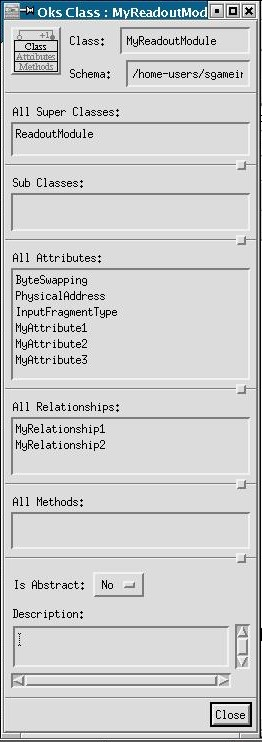 Oks Class : MyReadoutMod
+1
Class
Attributes
Methods
Class:
MyReadoutModule
Schema:
/home-users/sgameir
All Super Classes:
ReadoutModule
Sub Classes:
All Attributes:
ByteSwapping
PhysicalAddress
InputFragmentType
MyAttribute1
MyAttribute2
MyAttribute3
All Relationships:
MyRelationship1
MyRelationship2
All Methods:
Is Abstract:
No
Description:
Close